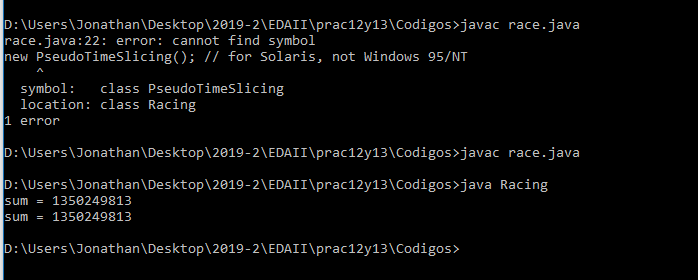 D:\Users\Jonathan\Desktop\2019-2\EDAII\prac12y13\Codigos>javac race.java
race.java:22: error: cannot find symbol
new PseudoTimeSlicing(); // for Solaris, not Windows 95/NT
    ^
  symbol:   class PseudoTimeSlicing
  location: class Racing
1 error
D:\Users\Jonathan\Desktop\2019-2\EDAII\prac12y13\Codigos>javac race.java
D:\Users\Jonathan\Desktop\2019-2\EDAII\prac12y13\Codigos>java Racing
sum = 1350249813
sum = 1350249813
D:\Users\Jonathan\Desktop\2019-2\EDAII\prac12y13\Codigos>